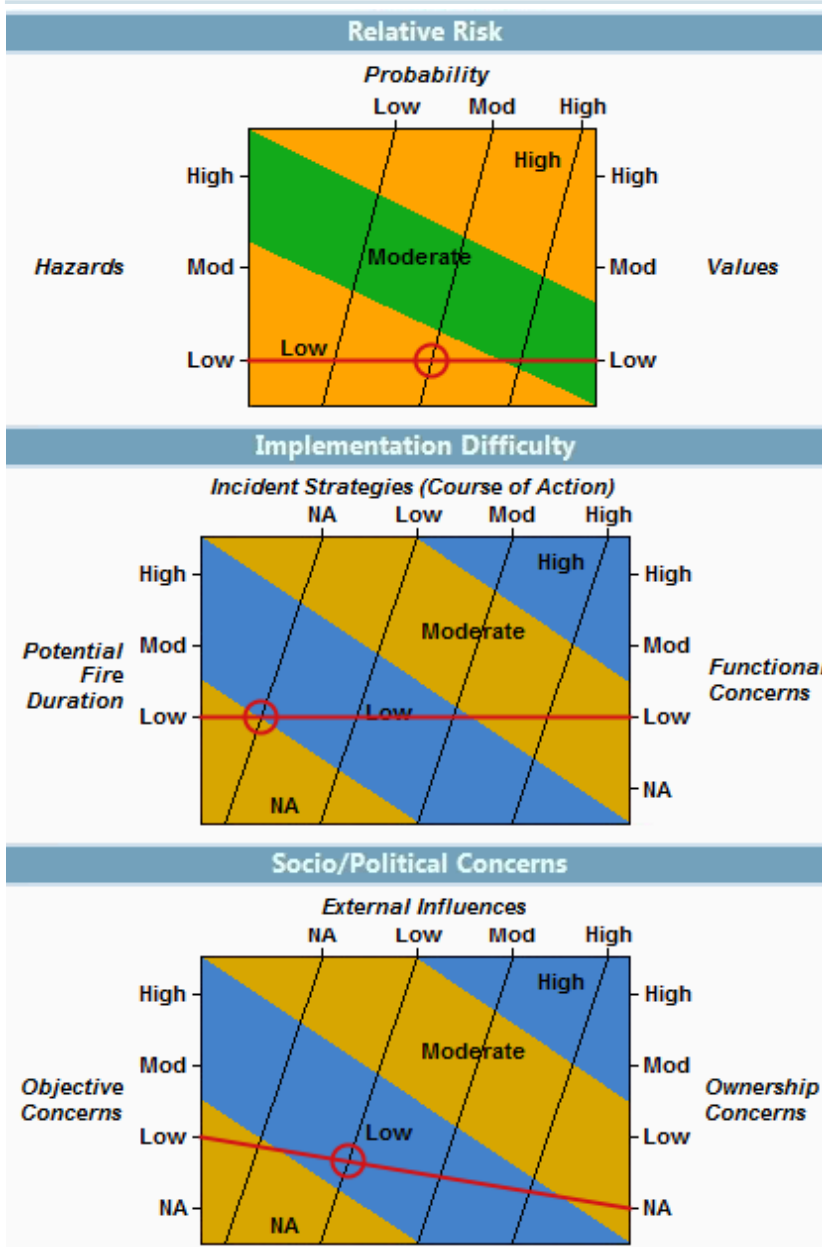 Relative Risk
Probability
Low Mod High
High High High
Moderate
Hazards Mod Mod Values
Low
Low Low
Implementation Difficulty
Incident Strategies (Course of Action)
NA Low Mod High
High
High High
Moderate
Potential Mod Mod
Fire Functional
Duration Concerns
Low Low Low
NA
NA
Socio/Political Concerns
External Influences
NA Low Mod High
High
High High
Moderate
Mod Mod
Objective Ownership
Concerns Concerns
Low Low Low
NA NA
NA